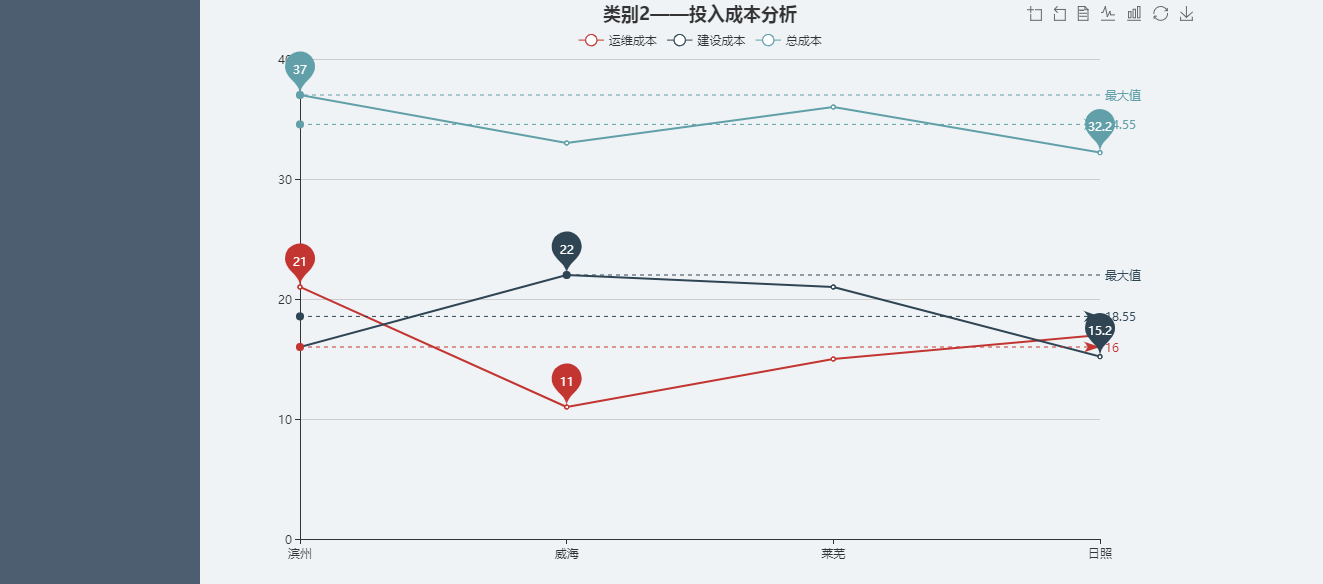 类别2——投入成本分析
运维成本 建设成本 总成本
40
37
最大值
32.2
4.55
30
22
21
最大值
20
18.55
15.2
16
11
10
0
滨州 威海 莱芜 日照